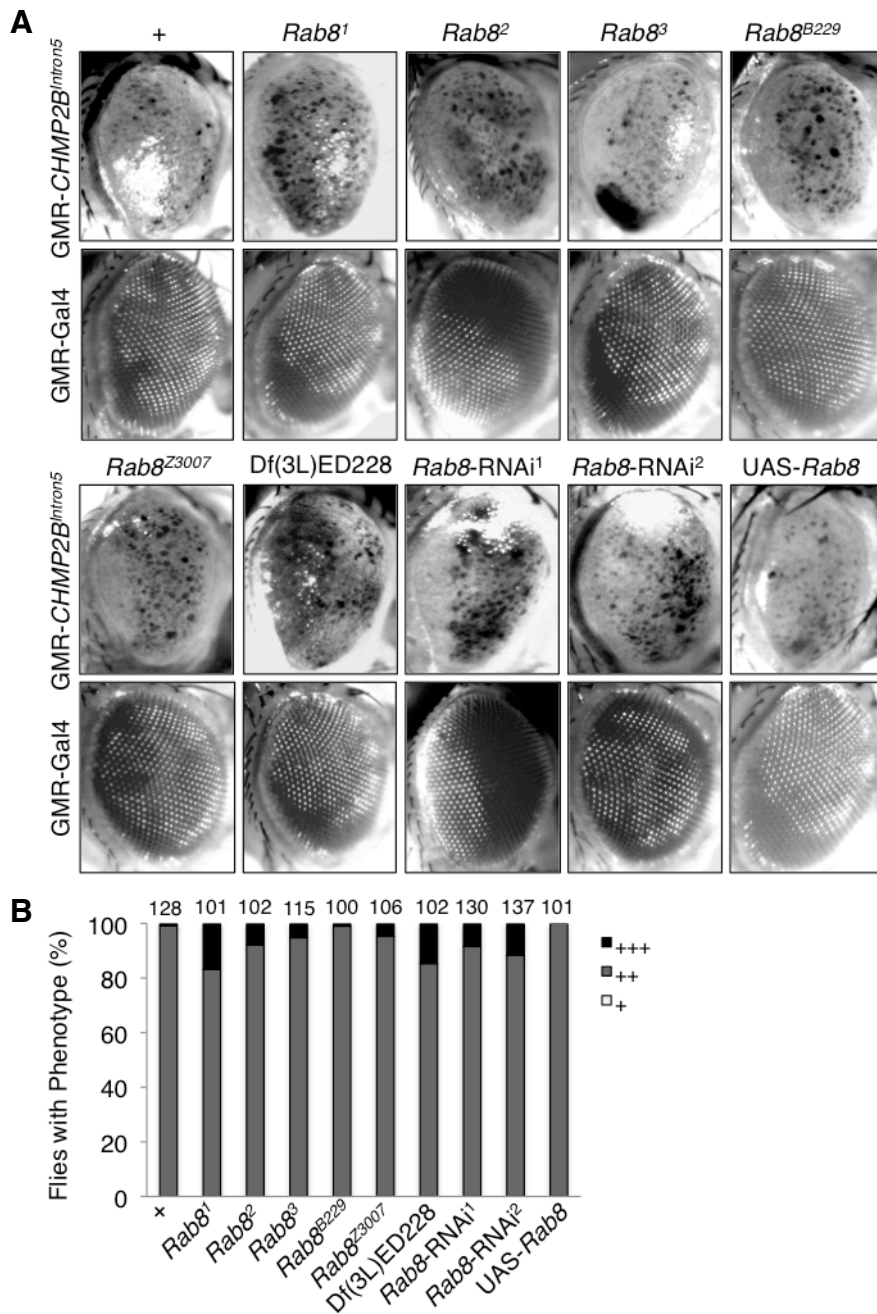 A
+ Rab8¹ Rab8² Rab8³ Rab8ᴮ²²⁹
GMR-CHMP2Bᴵⁿᵗʳᵒⁿ⁵
GMR-Gal4
Rab8ᶻ³⁰⁰⁷ Df(3L)ED228 Rab8-RNAi¹ Rab8-RNAi² UAS-Rab8
GMR-CHMP2Bᴵⁿᵗʳᵒⁿ⁵
GMR-Gal4
B
128 101 102 115 100 106 102 130 137 101
Flies with Phenotype (%)
100
80
60
40
20
0
+++
++
+
+ Rab8¹ Rab8² Rab8³ Rab8ᴮ²²⁹ Rab8ᶻ³⁰⁰⁷ Df(3L)ED228 Rab8-RNAi¹ Rab8-RNAi² UAS-Rab8